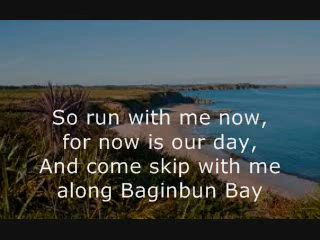 So run with me now,
for now is our day,
And come skip with me
along Baginbun Bay